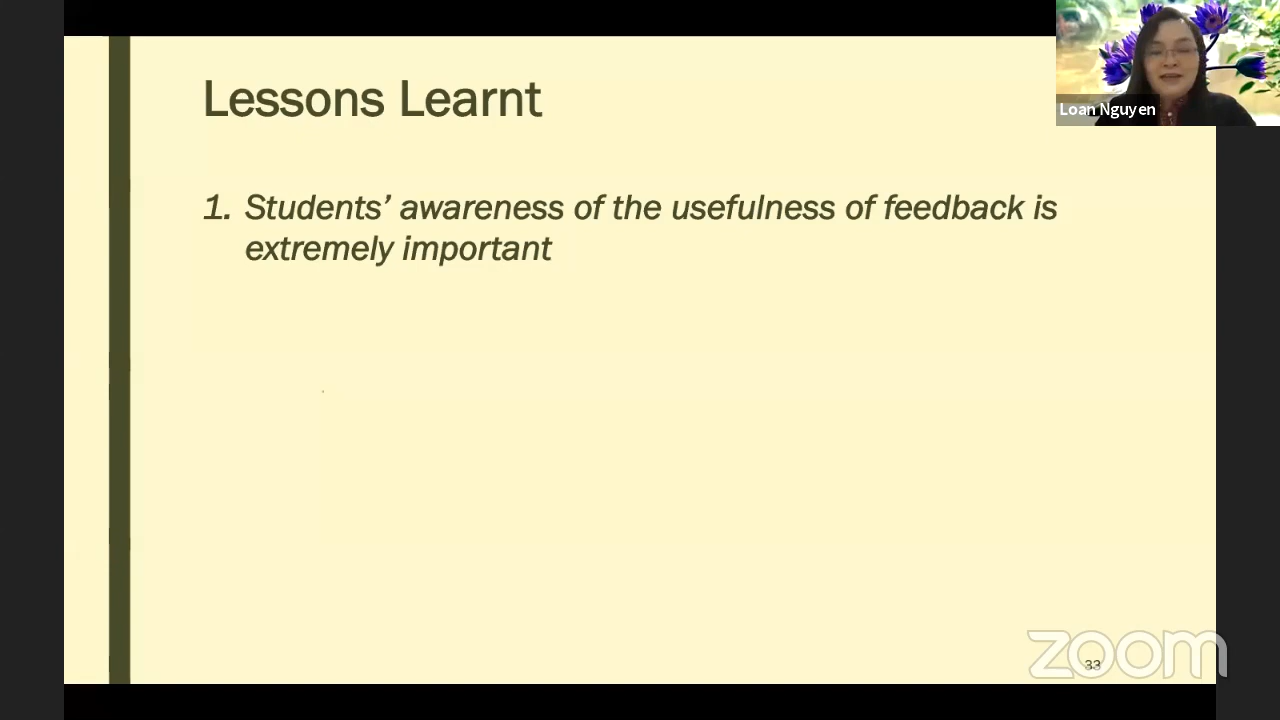 Lessons Learnt
Loan Nguyen
1. Students’ awareness of the usefulness of feedback is
extremely important
zoom
33